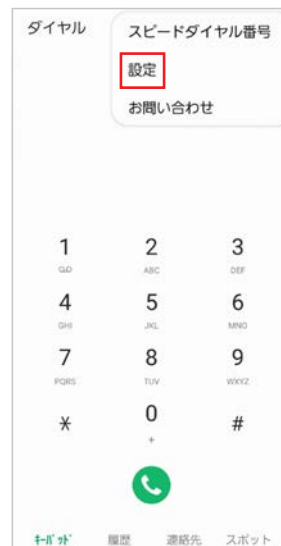 ダイヤル
スピードダイヤル番号
設定
お問い合わせ
1 2 3
ABC DEF
4 5 6
GHI JKL MNO
7 8 9
PQRS TUV WXYZ
* 0 #
+
キーパッド 履歴 連絡先 スポット